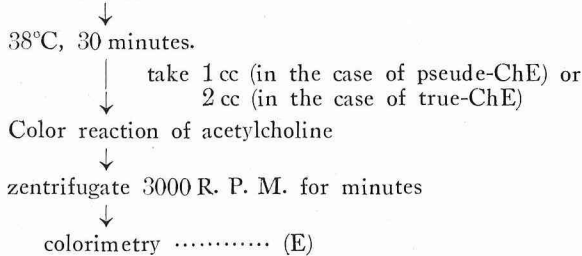 ↓
38°C, 30 minutes.
take 1 cc (in the case of pseude-ChE) or
↓ 2 cc (in the case of true-ChE)
Color reaction of acetylcholine
↓
zentrifugate 3000 R. P. M. for minutes
↓
colorimetry ············ (E)